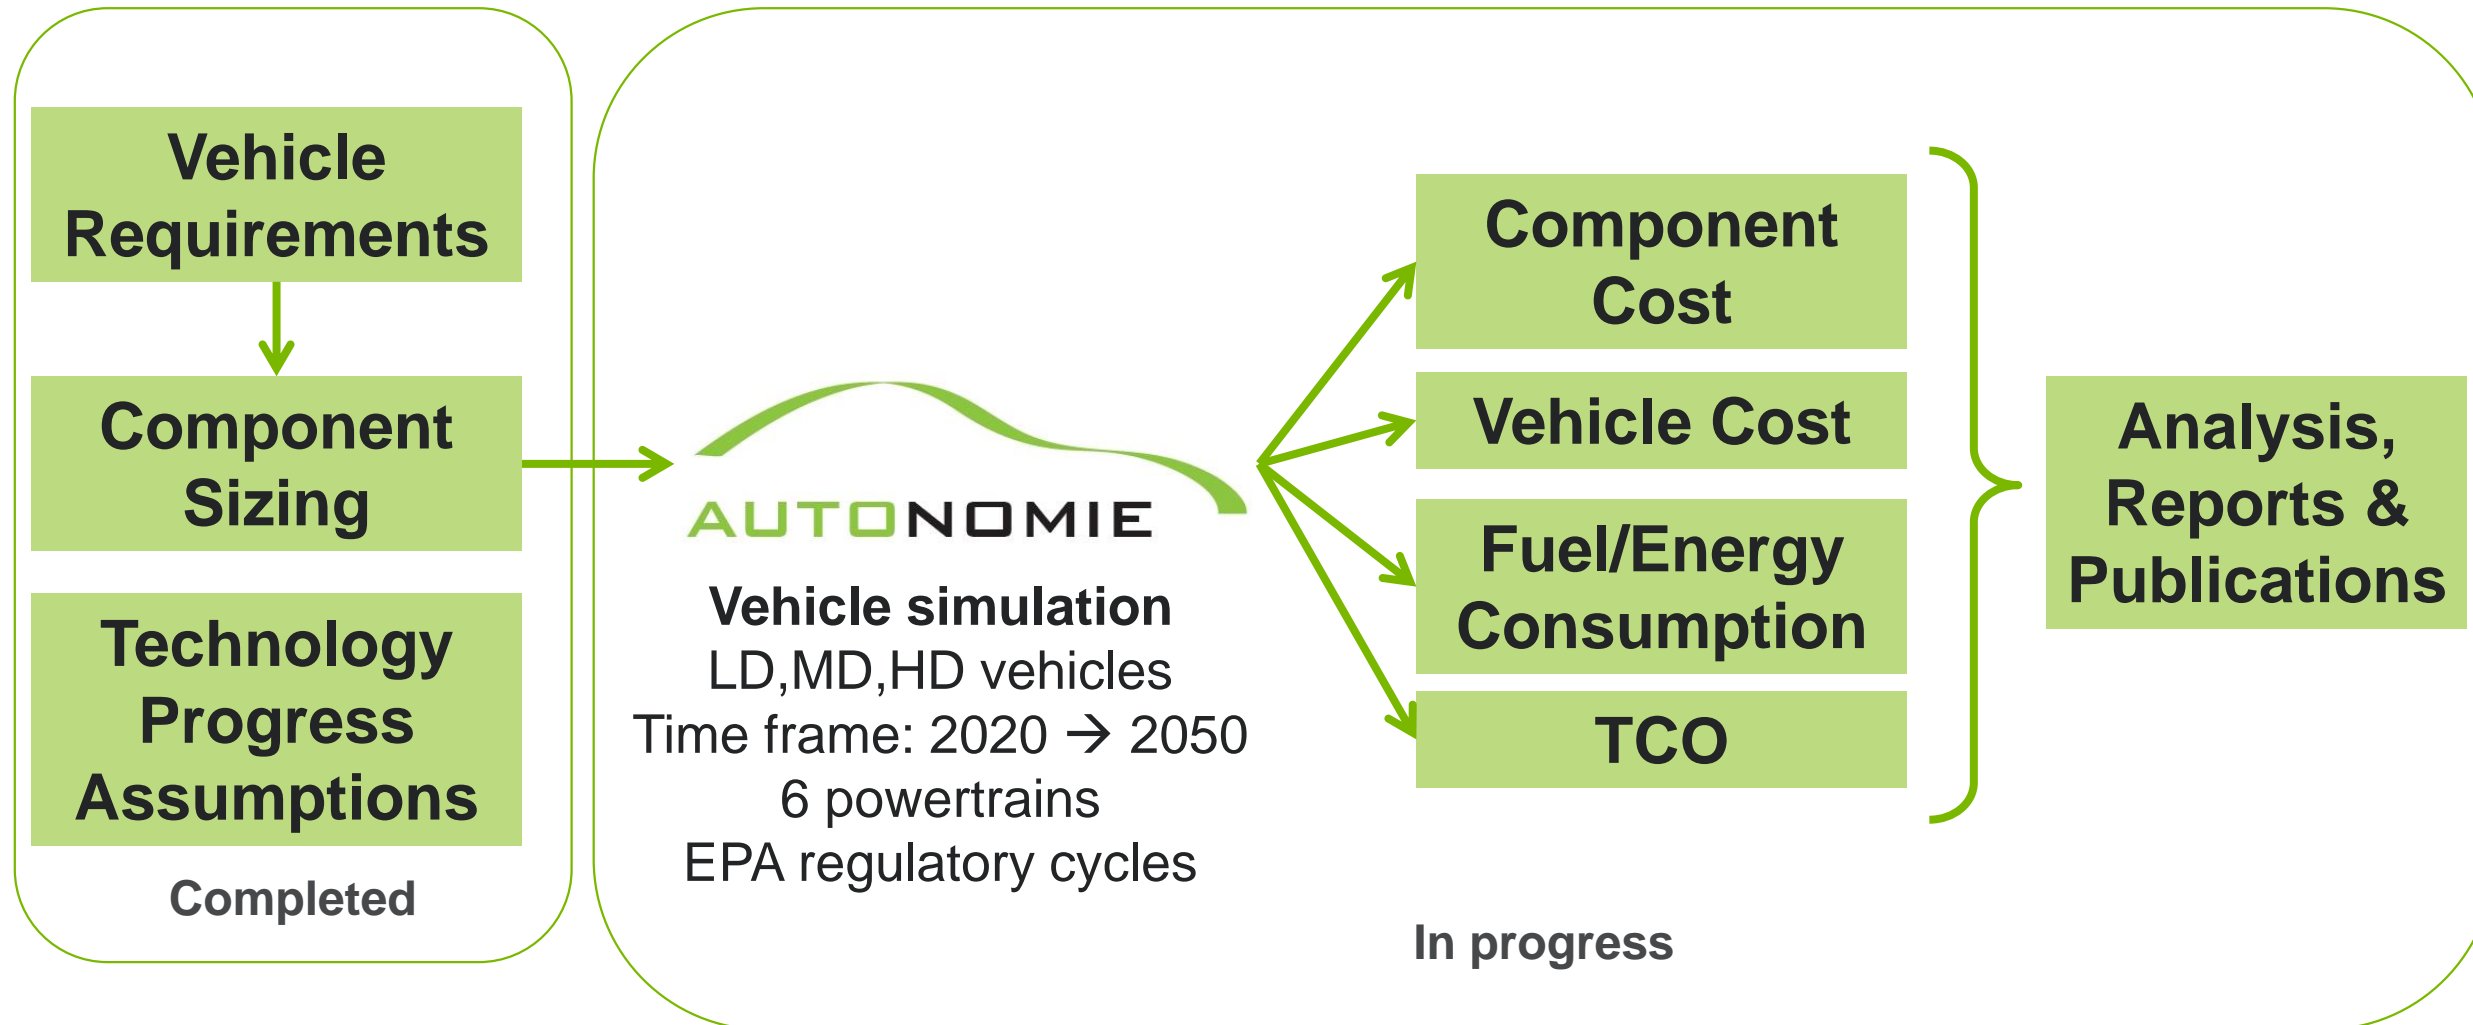 Vehicle
Requirements
Component
Sizing
Technology
Progress
Assumptions
Completed
AUTONOMIE
Vehicle simulation
LD,MD,HD vehicles
Time frame: 2020 → 2050
6 powertrains
EPA regulatory cycles
Component
Cost
Vehicle Cost
Fuel/Energy
Consumption
TCO
In progress
Analysis,
Reports &
Publications